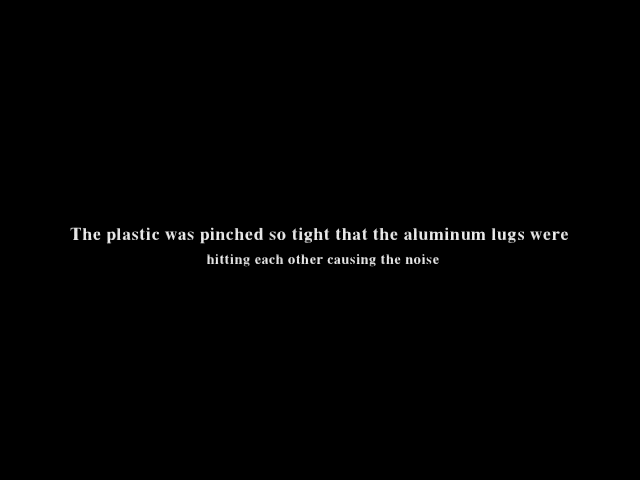 The plastic was pinched so tight that the aluminum lugs were
hitting each other causing the noise